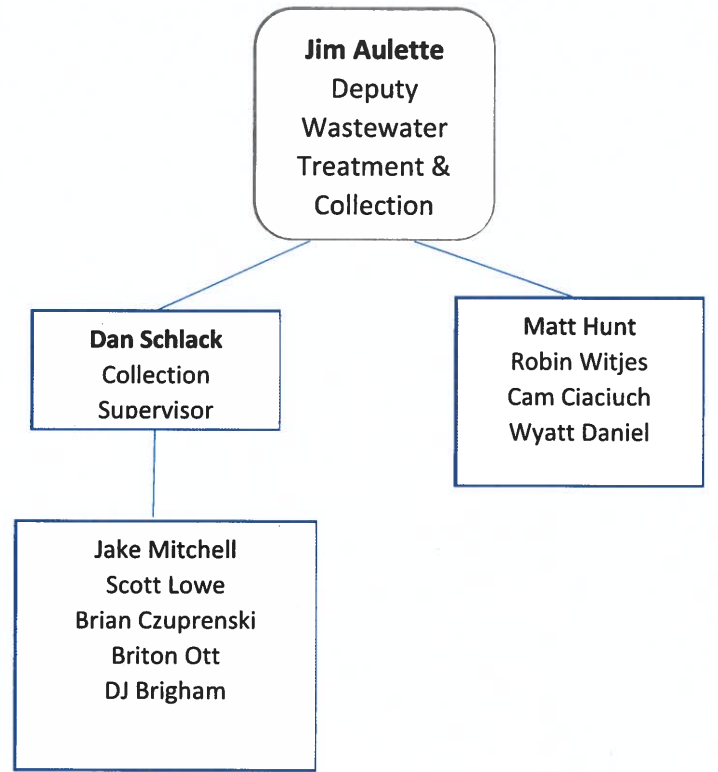 Jim Aulette
Deputy
Wastewater
Treatment &
Collection
Dan Schlack
Collection
Supervisor
Matt Hunt
Robin Witjes
Cam Ciaciuch
Wyatt Daniel
Jake Mitchell
Scott Lowe
Brian Czuprenski
Briton Ott
DJ Brigham